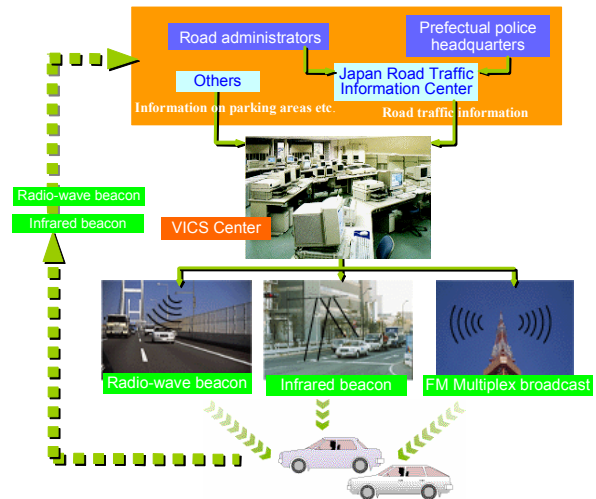 Road administrators
Prefectual police
headquarters
Others
Japan Road Traffic
Information Center
Information on parking areas etc.
Road traffic information
Radio-wave beacon
Infrared beacon
VICS Center
Radio-wave beacon
Infrared beacon
FM Multiplex broadcast